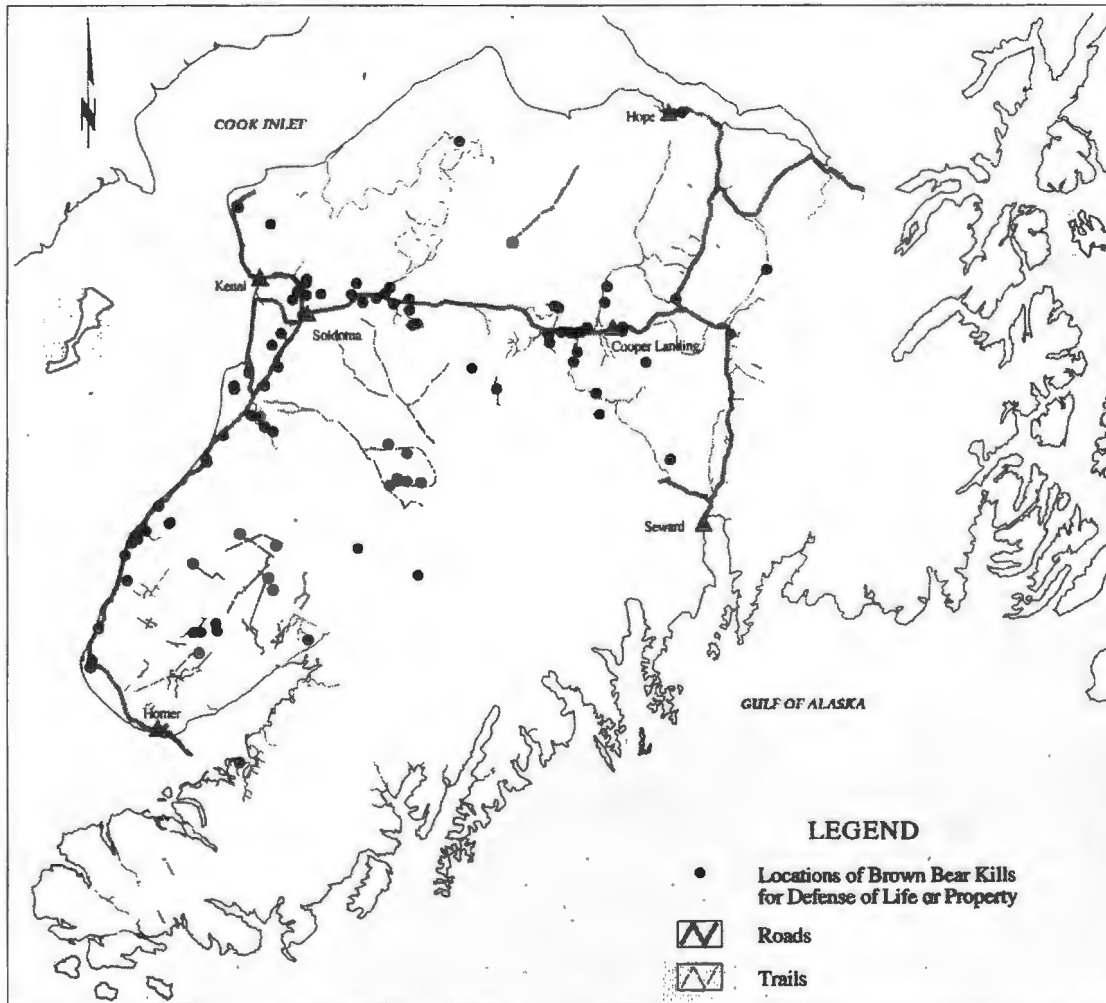 N
COOK INLET
Hope
Kenai
Soldotna
Cooper Landing
Seward
Homer
GULF OF ALASKA
LEGEND
Locations of Brown Bear Kills
for Defense of Life or Property
Roads
Trails